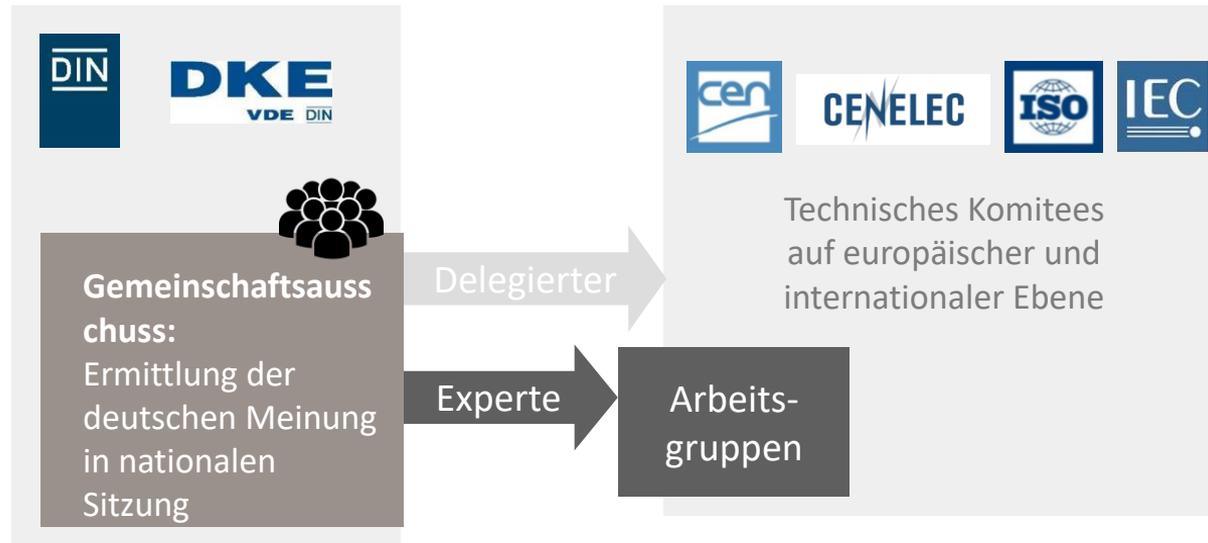 DIN
DKE
VDE DIN
Gemeinschaftsauss
chuss:
Ermittlung der
deutschen Meinung
in nationalen
Sitzung
Delegierter
Experte
cen
CENELEC
ISO
IEC
Technisches Komitees
auf europäischer und
internationaler Ebene
Arbeits-
gruppen